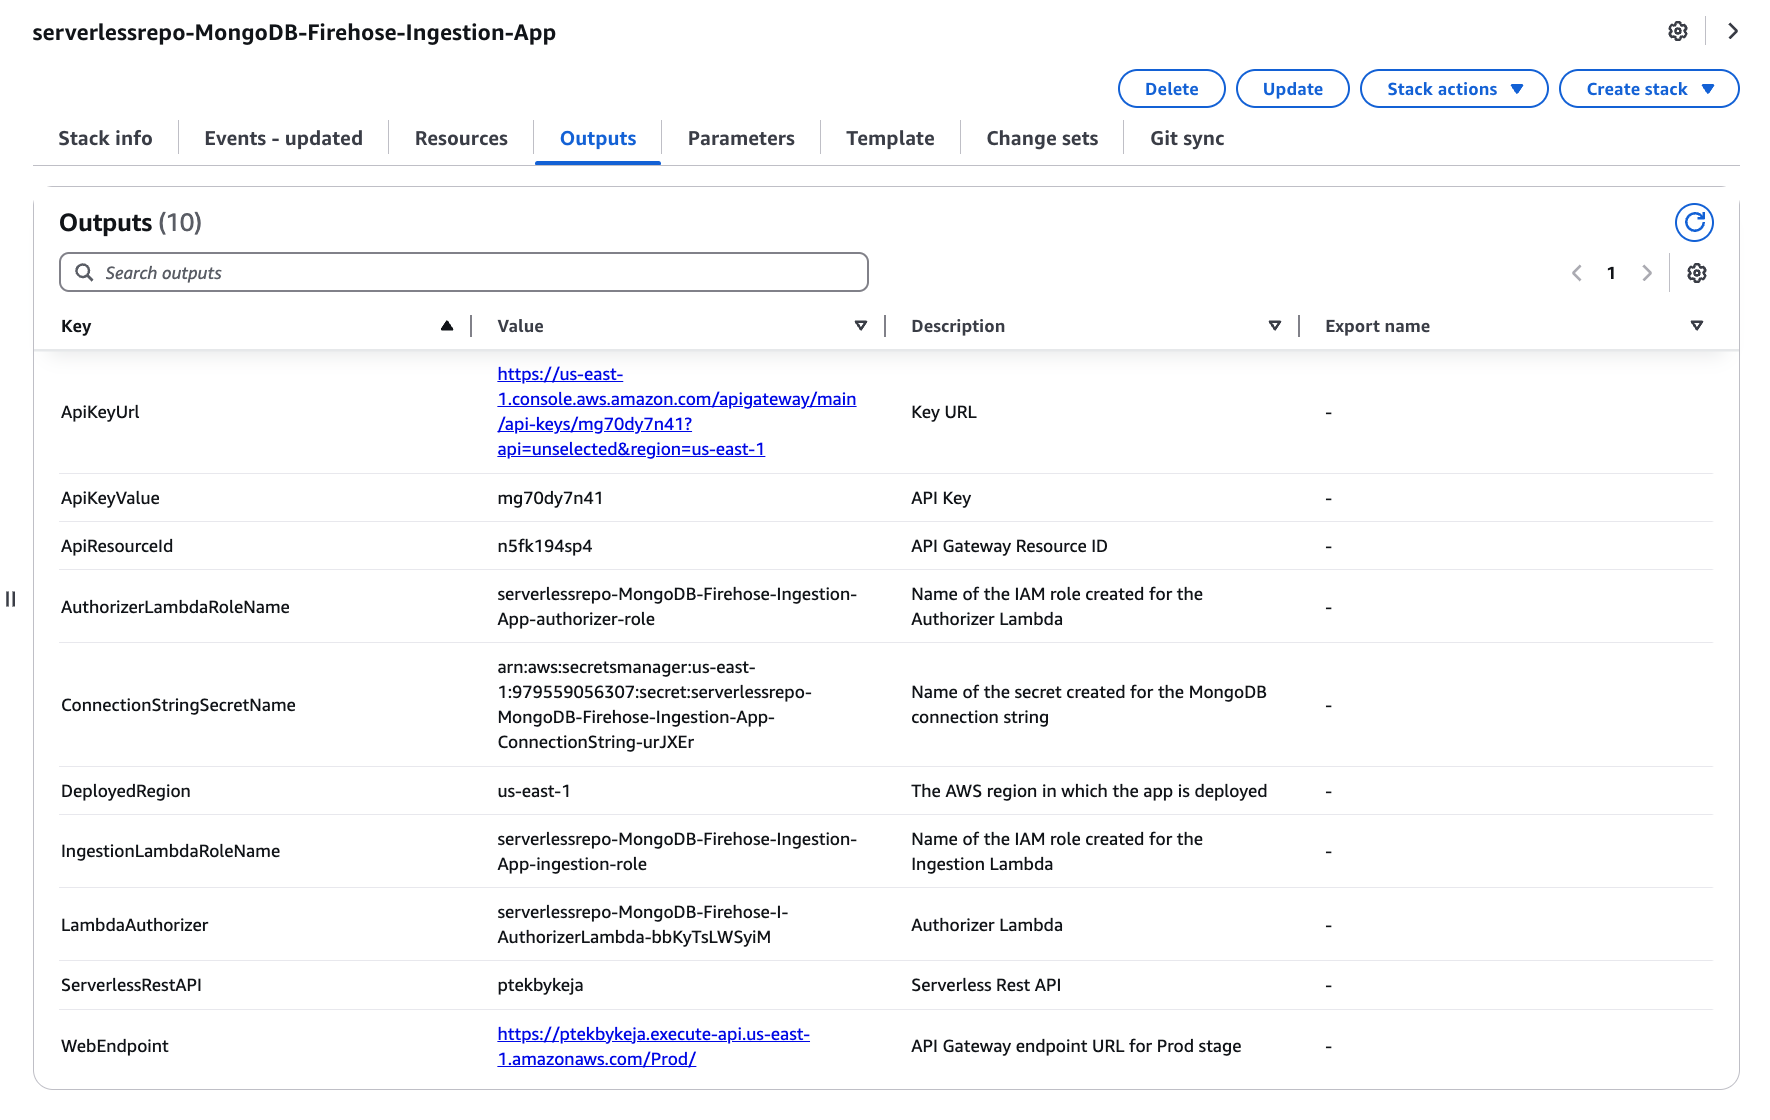 serverlessrepo-MongoDB-Firehose-Ingestion-App
Delete
Update
Stack actions
Create stack
Stack info
Events - updated
Resources
Outputs
Parameters
Template
Change sets
Git sync
Outputs (10)
Search outputs
1
Key
Value
Description
Export name
ApiKeyUrl
https://us-east-
1.console.aws.amazon.com/apigateway/main
/api-keys/mg70dy7n41?
api=unselected&region=us-east-1
Key URL
-
ApiKeyValue
mg70dy7n41
API Key
-
ApiResourceId
n5fk194sp4
API Gateway Resource ID
-
AuthorizerLambdaRoleName
serverlessrepo-MongoDB-Firehose-Ingestion-
App-authorizer-role
Name of the IAM role created for the
Authorizer Lambda
-
ConnectionStringSecretName
arn:aws:secretsmanager:us-east-
1:979559056307:secret:serverlessrepo-
MongoDB-Firehose-Ingestion-App-
ConnectionString-urJXEr
Name of the secret created for the MongoDB
connection string
-
DeployedRegion
us-east-1
The AWS region in which the app is deployed
-
IngestionLambdaRoleName
serverlessrepo-MongoDB-Firehose-Ingestion-
App-ingestion-role
Name of the IAM role created for the
Ingestion Lambda
-
LambdaAuthorizer
serverlessrepo-MongoDB-Firehose-I-
AuthorizerLambda-bbKyTsLWSyiM
Authorizer Lambda
-
ServerlessRestAPI
ptekbykeja
Serverless Rest API
-
WebEndpoint
https://ptekbykeja.execute-api.us-east-
1.amazonaws.com/Prod/
API Gateway endpoint URL for Prod stage
-